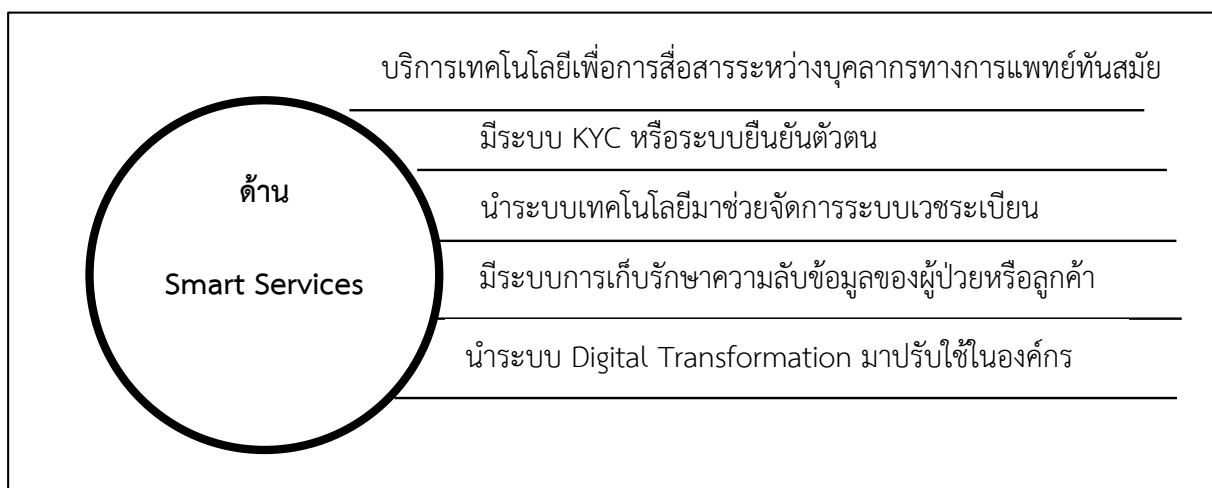 บริการเทคโนโลยีเพื่อการสื่อสารระหว่างบุคลากรทางการแพทย์ทันสมัย
มีระบบ KYC หรือระบบยืนยันตัวตน
ด้าน
Smart Services
นำระบบเทคโนโลยีมาช่วยจัดการระบบเวชระเบียน
มีระบบการเก็บรักษาความลับข้อมูลของผู้ป่วยหรือลูกค้า
นำระบบ Digital Transformation มาปรับใช้ในองค์กร